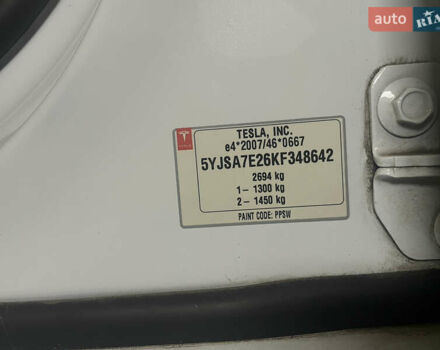 auto RIA
TESLA, INC.
e4*2007/46*0667
5YJSA7E26KF348642
2694 kg
1 – 1300 kg
2 – 1450 kg
PAINT CODE: PPSW